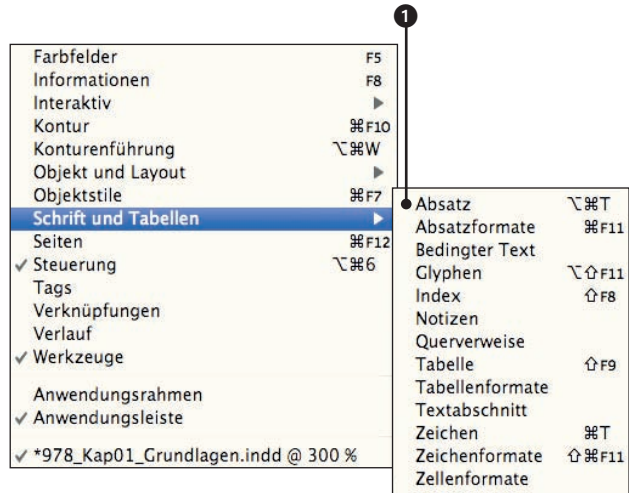 1
Farbfelder F5
Informationen F8
Interaktiv ▶
Kontur ⌘F10
Konturenführung ⌥⌘W
Objekt und Layout ▶
Objektstile ⌘F7
Schrift und Tabellen ▶
Seiten ⌘F12
✓ Steuerung ⌥⌘6
Tags
Verknüpfungen
Verlauf
✓ Werkzeuge
Anwendungsrahmen
✓ Anwendungsleiste
✓ *978_Kap01_Grundlagen.indd @ 300 %
Absatz ⌥⌘T
Absatzformate ⌘F11
Bedingter Text
Glyphen ⌥⇧F11
Index ⇧F8
Notizen
Querverweise
Tabelle ⇧F9
Tabellenformate
Textabschnitt
Zeichen ⌘T
Zeichenformate ⇧⌘F11
Zellenformate